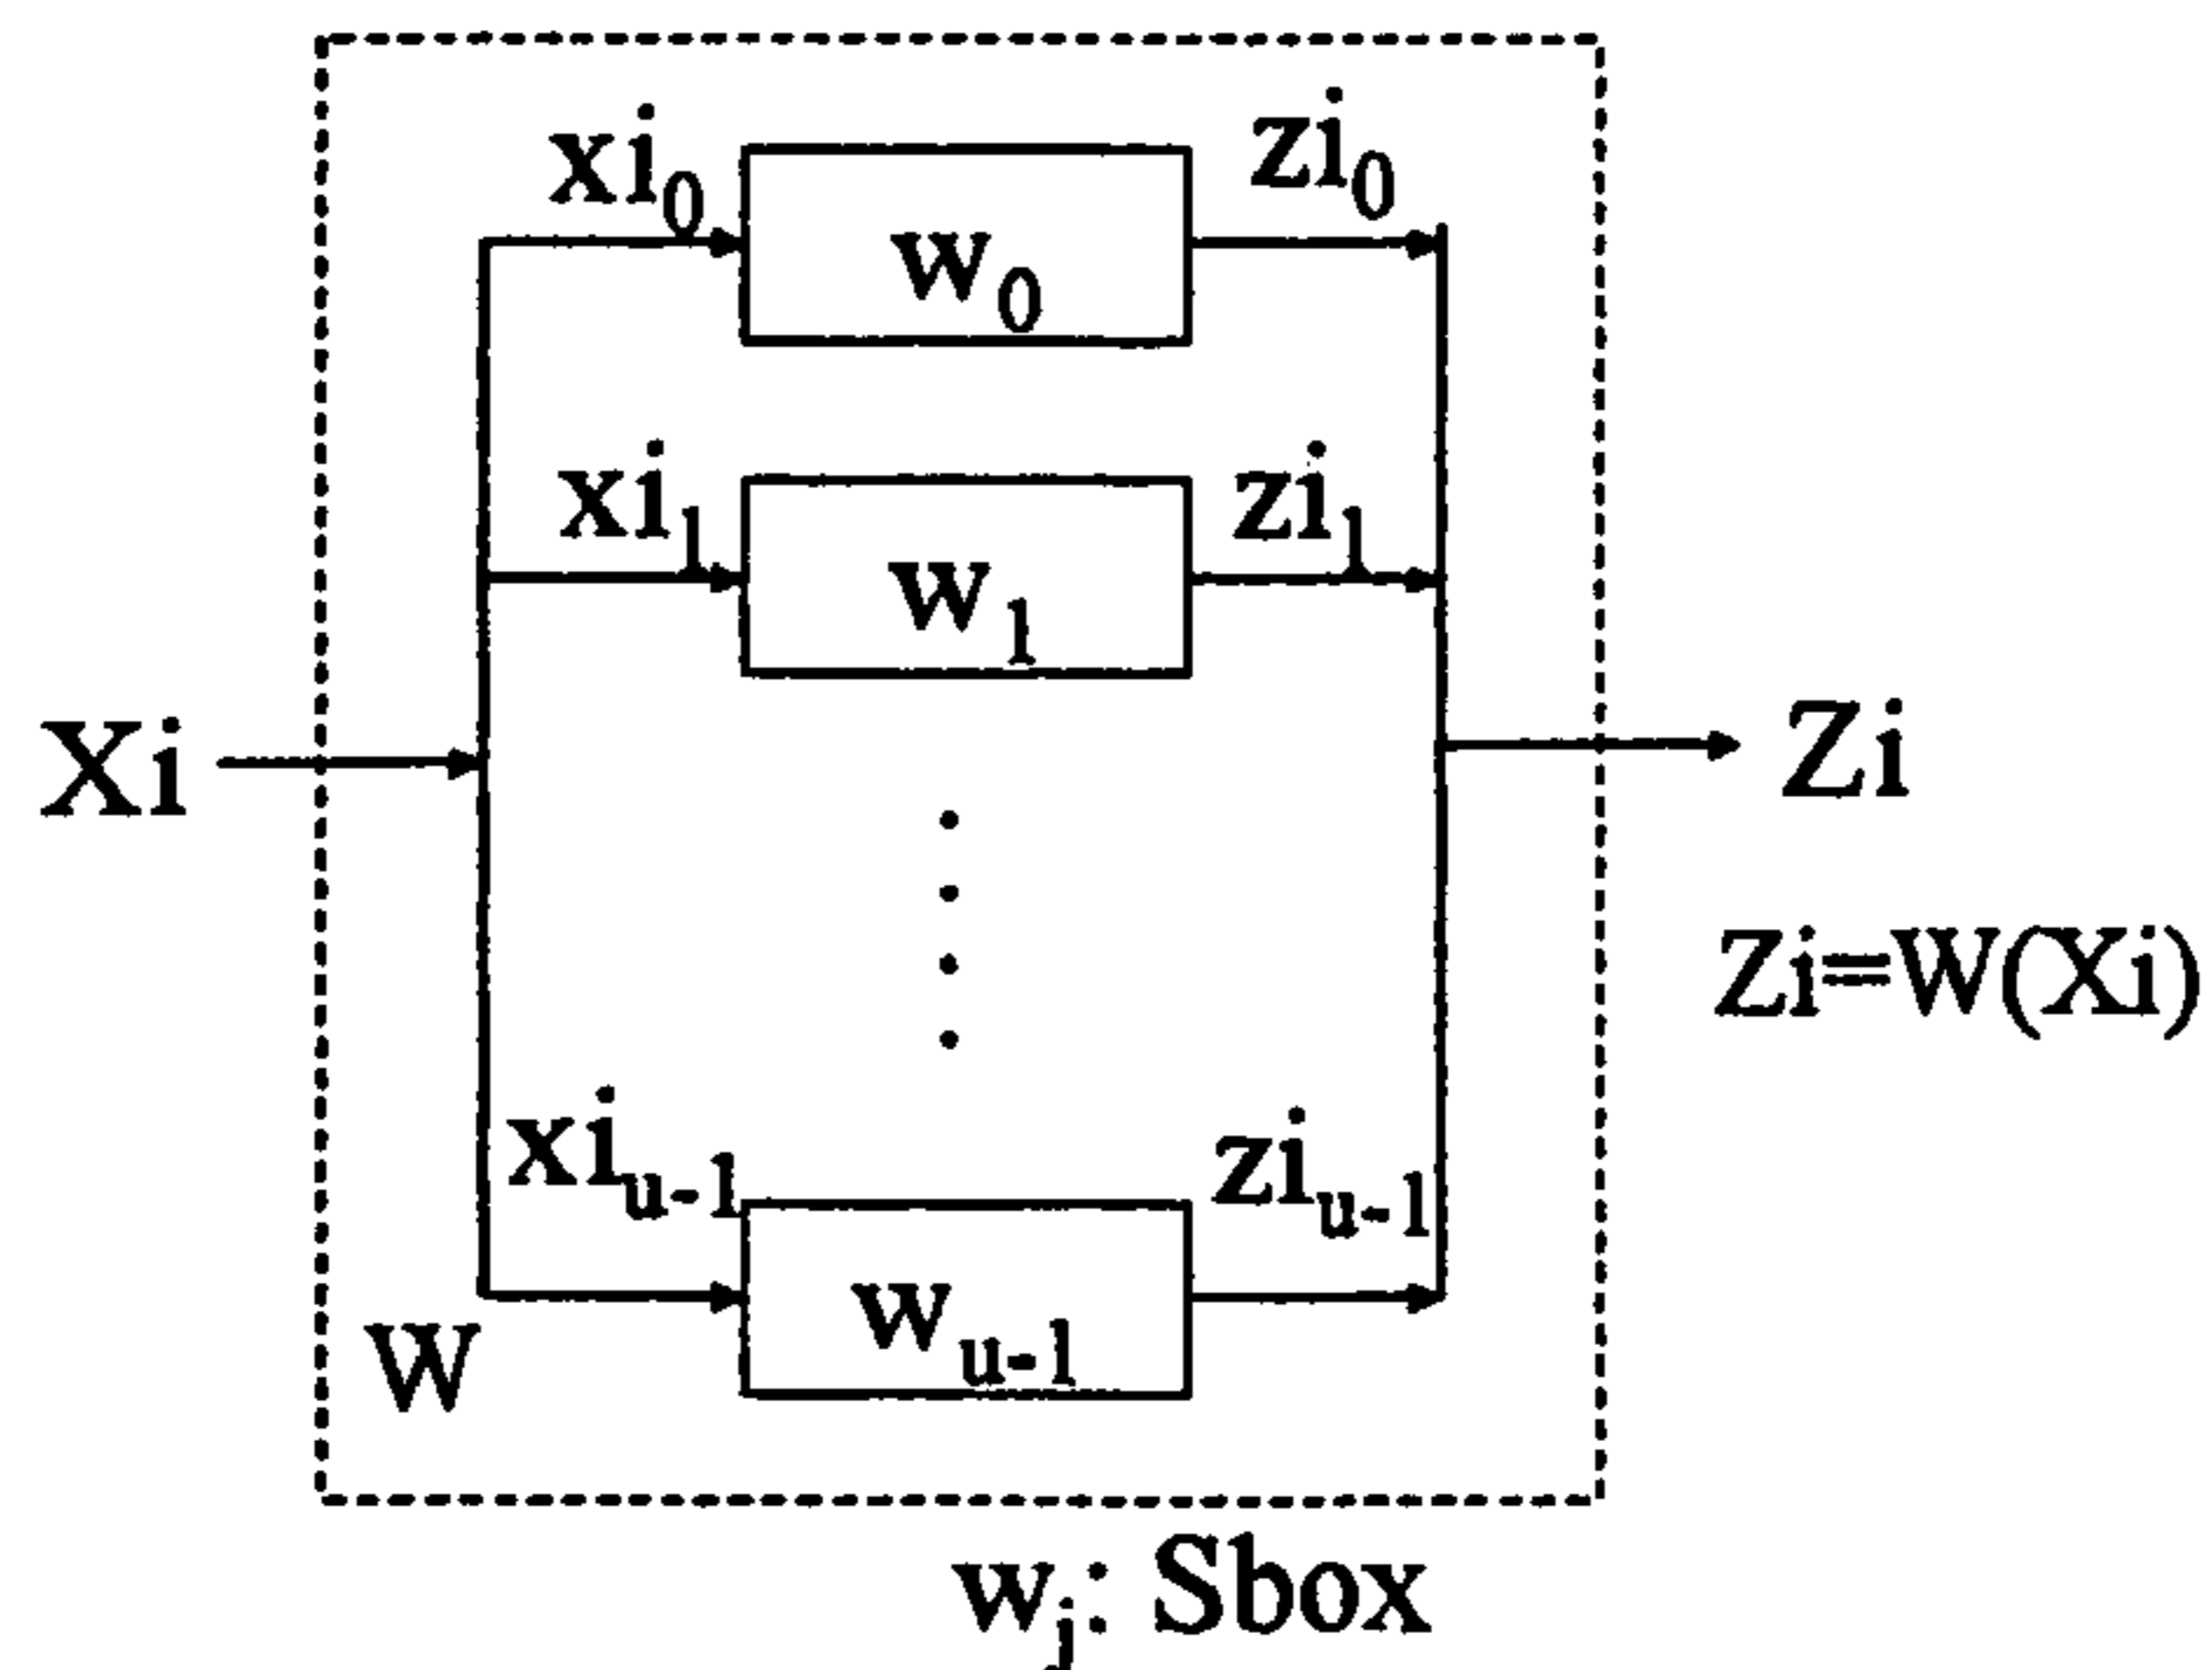 xi₀
zi₀
w₀
xi₁
zi₁
w₁
Xi
Zi
Zi=W(Xi)
xiᵤ₋₁
ziᵤ₋₁
wᵤ₋₁
W
wⱼ: Sbox